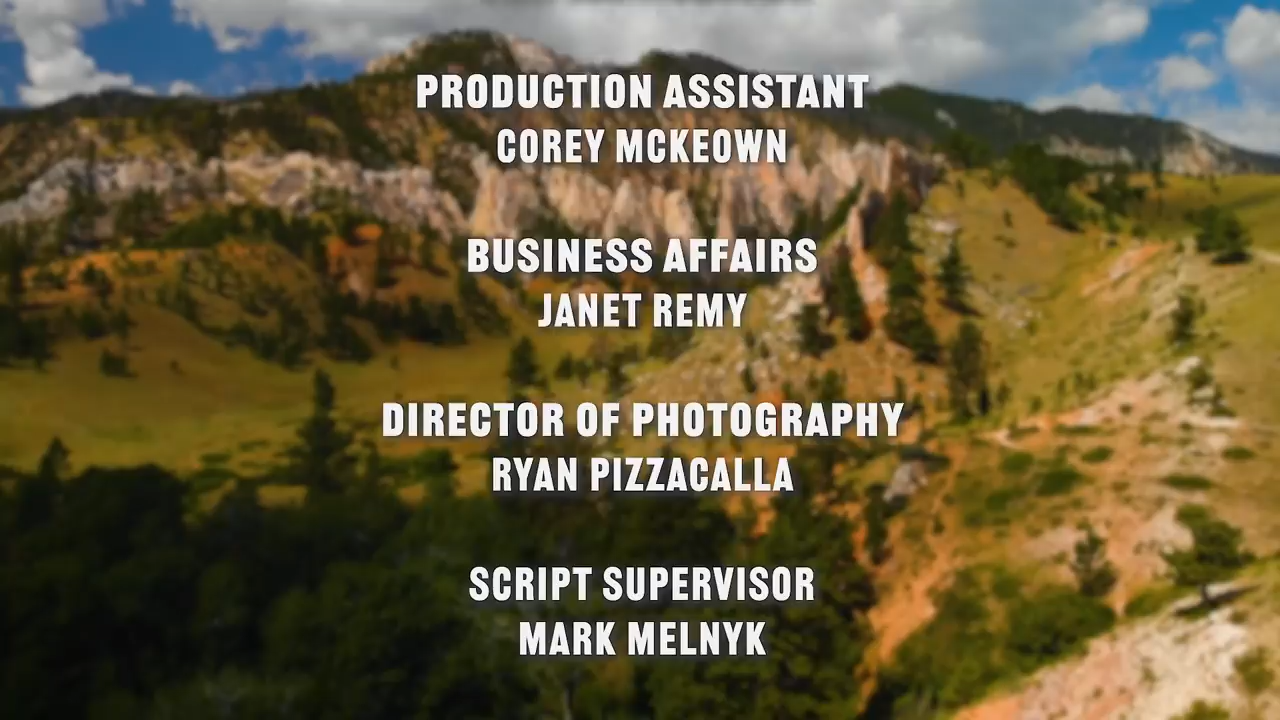 PRODUCTION ASSISTANT
COREY MCKEOWN
BUSINESS AFFAIRS
JANET REMY
DIRECTOR OF PHOTOGRAPHY
RYAN PIZZACALLA
SCRIPT SUPERVISOR
MARK MELNYK